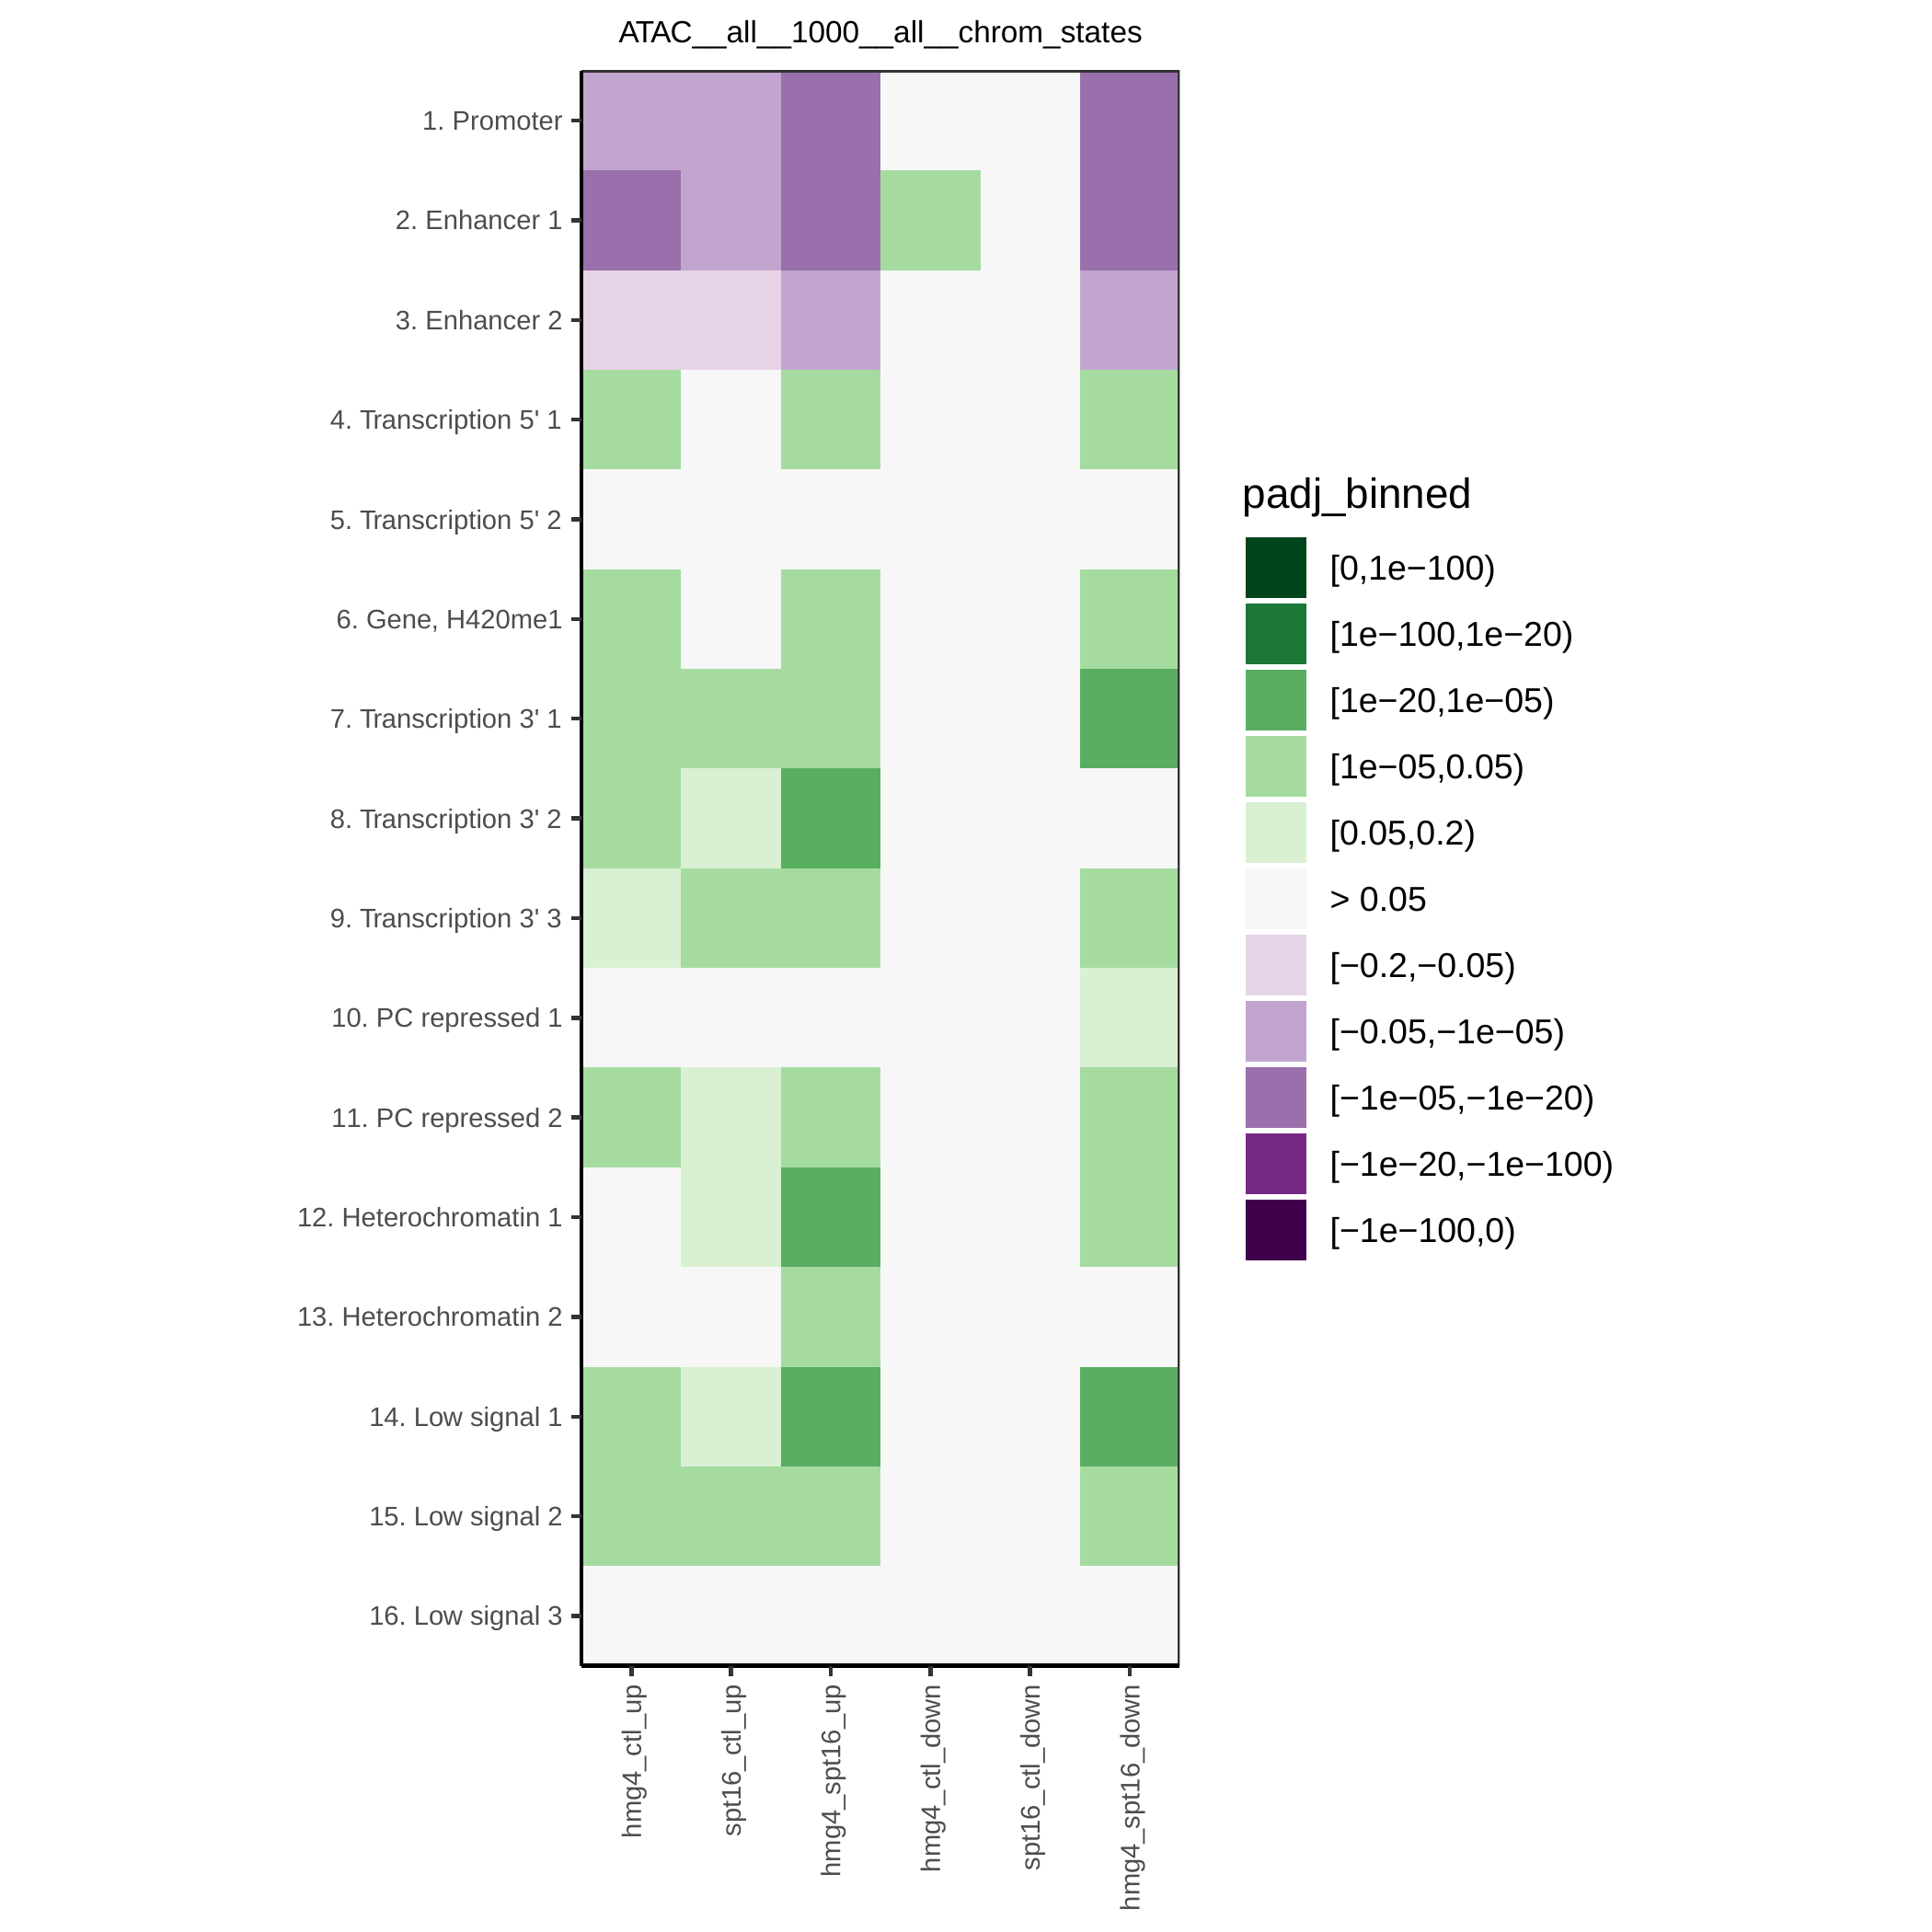 ATAC__all__1000__all__chrom_states
1. Promoter
2. Enhancer 1
3. Enhancer 2
4. Transcription 5' 1
5. Transcription 5' 2
6. Gene, H420me1
7. Transcription 3' 1
8. Transcription 3' 2
9. Transcription 3' 3
10. PC repressed 1
11. PC repressed 2
12. Heterochromatin 1
13. Heterochromatin 2
14. Low signal 1
15. Low signal 2
16. Low signal 3
hmg4_ctl_up
spt16_ctl_up
hmg4_spt16_up
hmg4_ctl_down
spt16_ctl_down
hmg4_spt16_down
padj_binned
[0,1e−100)
[1e−100,1e−20)
[1e−20,1e−05)
[1e−05,0.05)
[0.05,0.2)
> 0.05
[−0.2,−0.05)
[−0.05,−1e−05)
[−1e−05,−1e−20)
[−1e−20,−1e−100)
[−1e−100,0)